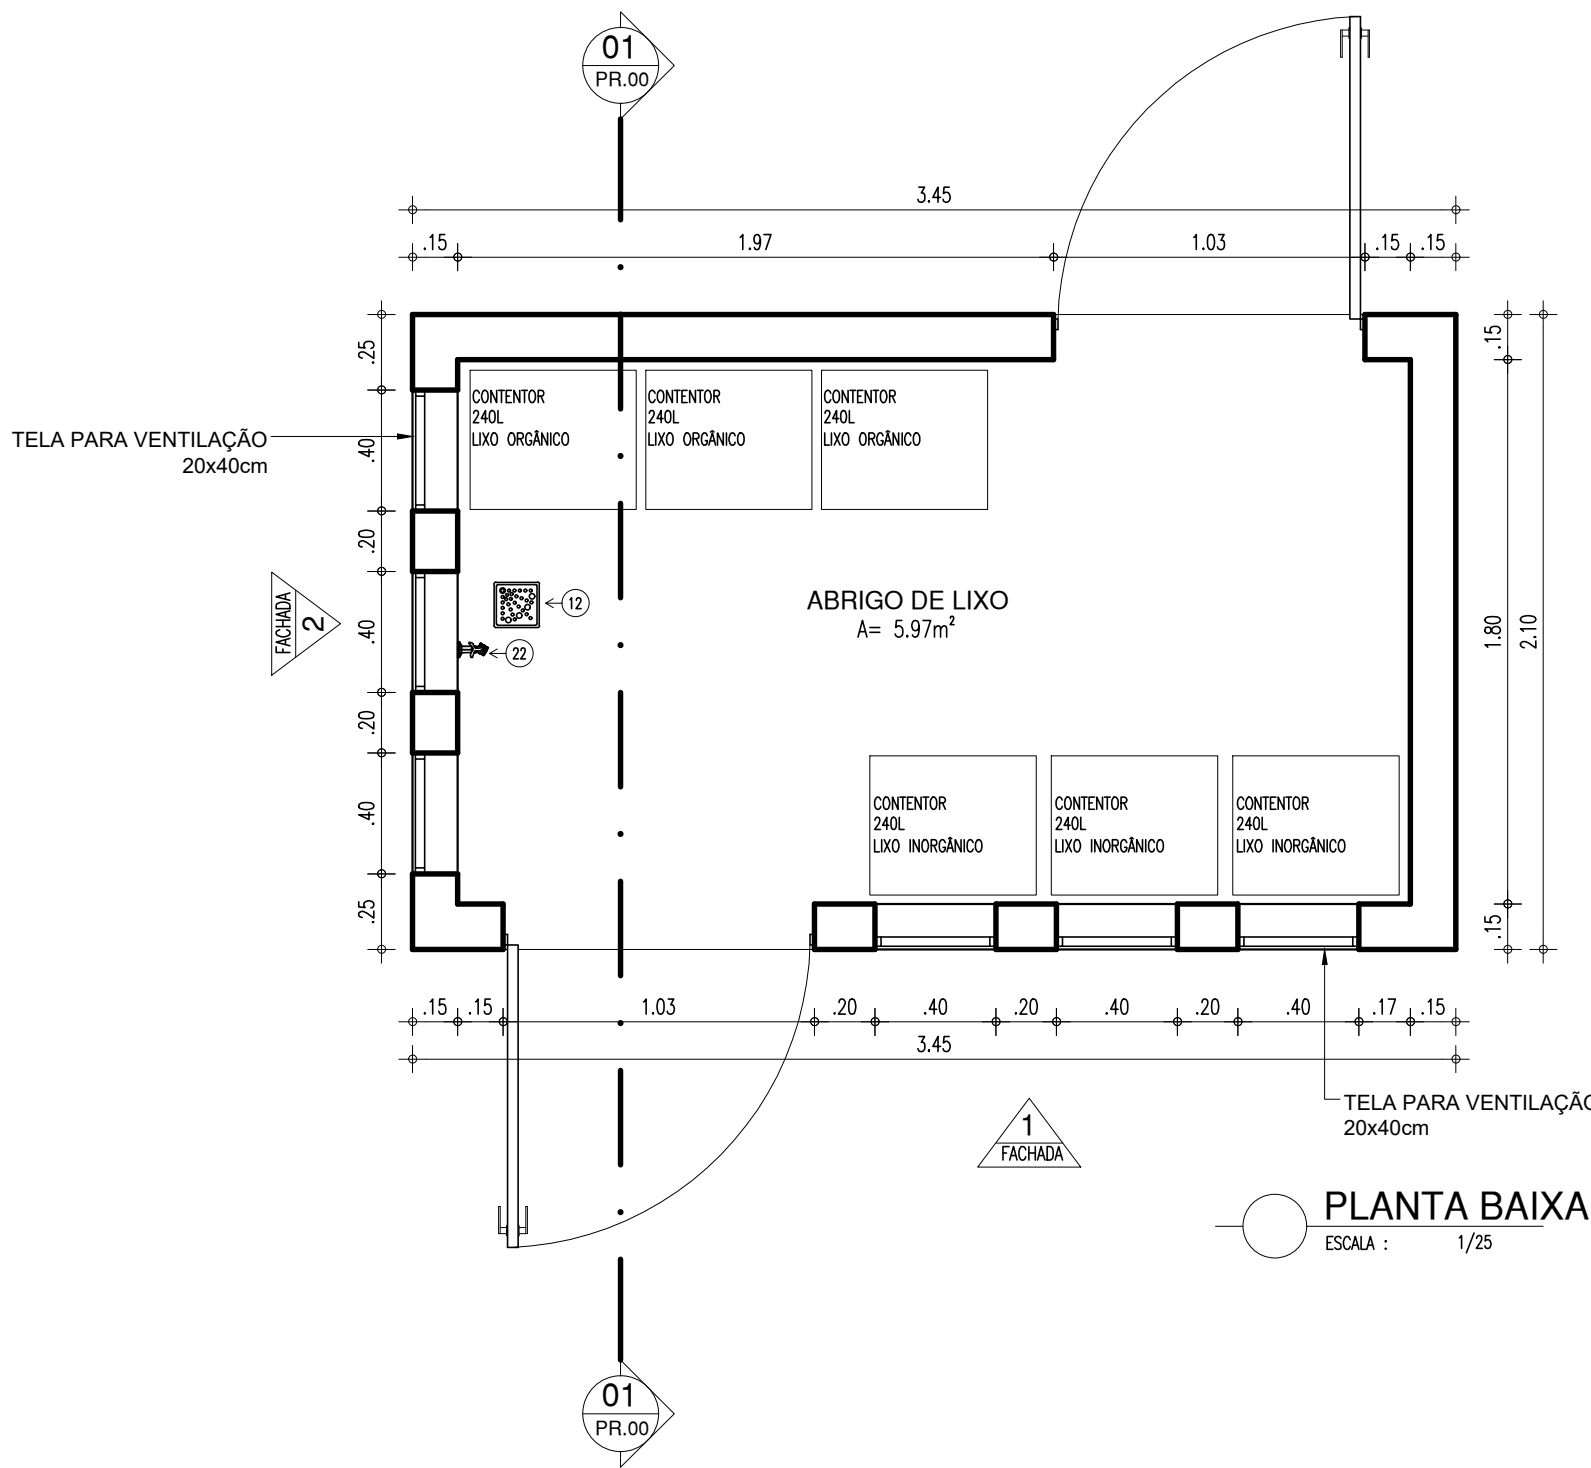 01
PR.00
3.45
.15 1.97 1.03 .15 .15
.25
.40
.20
.40
.20
.40
.25
TELA PARA VENTILAÇÃO
20x40cm
CONTENTOR
240L
LIXO ORGÂNICO
CONTENTOR
240L
LIXO ORGÂNICO
CONTENTOR
240L
LIXO ORGÂNICO
.15
1.80
2.10
.15
FACHADA
2
12
22
ABRIGO DE LIXO
A= 5.97m²
CONTENTOR
240L
LIXO INORGÂNICO
CONTENTOR
240L
LIXO INORGÂNICO
CONTENTOR
240L
LIXO INORGÂNICO
.15 .15 1.03 .20 .40 .20 .40 .20 .40 .17 .15
3.45
1
FACHADA
TELA PARA VENTILAÇÃO
20x40cm
PLANTA BAIXA
ESCALA : 1/25
01
PR.00